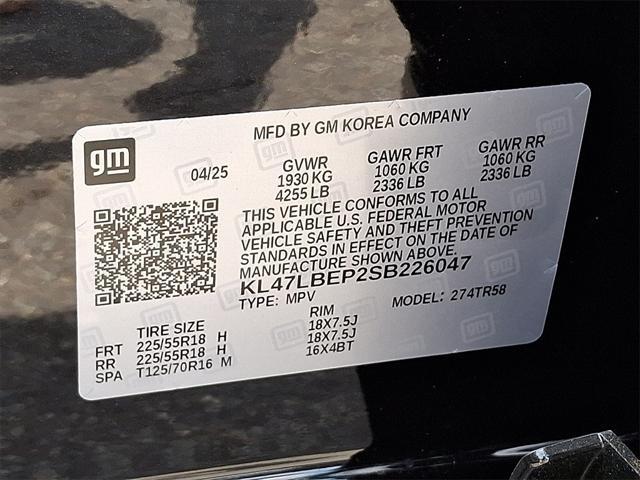 MFD BY GM KOREA COMPANY
gm
04/25
GVWR GAWR FRT GAWR RR
1930 KG 1060 KG 1060 KG
4255 LB 2336 LB 2336 LB
THIS VEHICLE CONFORMS TO ALL
APPLICABLE U.S. FEDERAL MOTOR
VEHICLE SAFETY AND THEFT PREVENTION
STANDARDS IN EFFECT ON THE DATE OF
MANUFACTURE SHOWN ABOVE.
KL47LBEP2SB226047
TYPE: MPV MODEL: 274TR58
TIRE SIZE RIM
FRT 225/55R18 H 18X7.5J
RR 225/55R18 H 18X7.5J
SPA T125/70R16 M 16X4BT